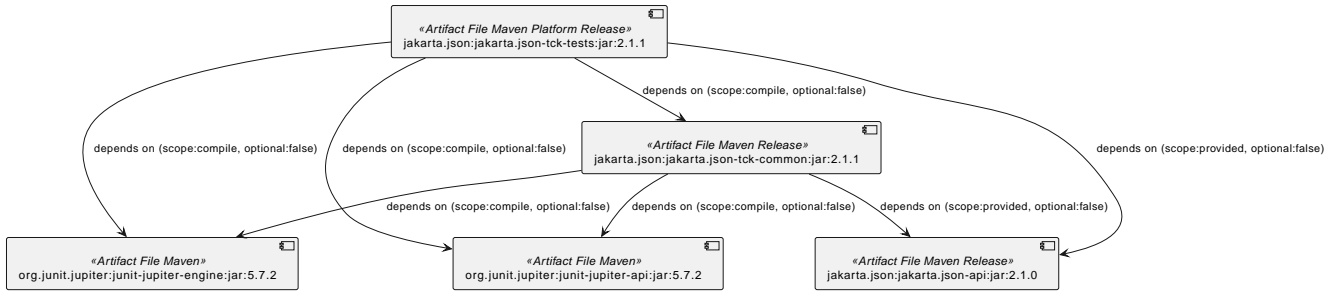 «Artifact File Maven Platform Release»
jakarta.json:jakarta.json-tck-tests:jar:2.1.1
depends on (scope:compile, optional:false)
«Artifact File Maven Release»
jakarta.json:jakarta.json-tck-common:jar:2.1.1
depends on (scope:compile, optional:false)
depends on (scope:compile, optional:false)
depends on (scope:provided, optional:false)
depends on (scope:compile, optional:false)
depends on (scope:compile, optional:false)
depends on (scope:provided, optional:false)
«Artifact File Maven»
org.junit.jupiter:junit-jupiter-engine:jar:5.7.2
«Artifact File Maven»
org.junit.jupiter:junit-jupiter-api:jar:5.7.2
«Artifact File Maven Release»
jakarta.json:jakarta.json-api:jar:2.1.0